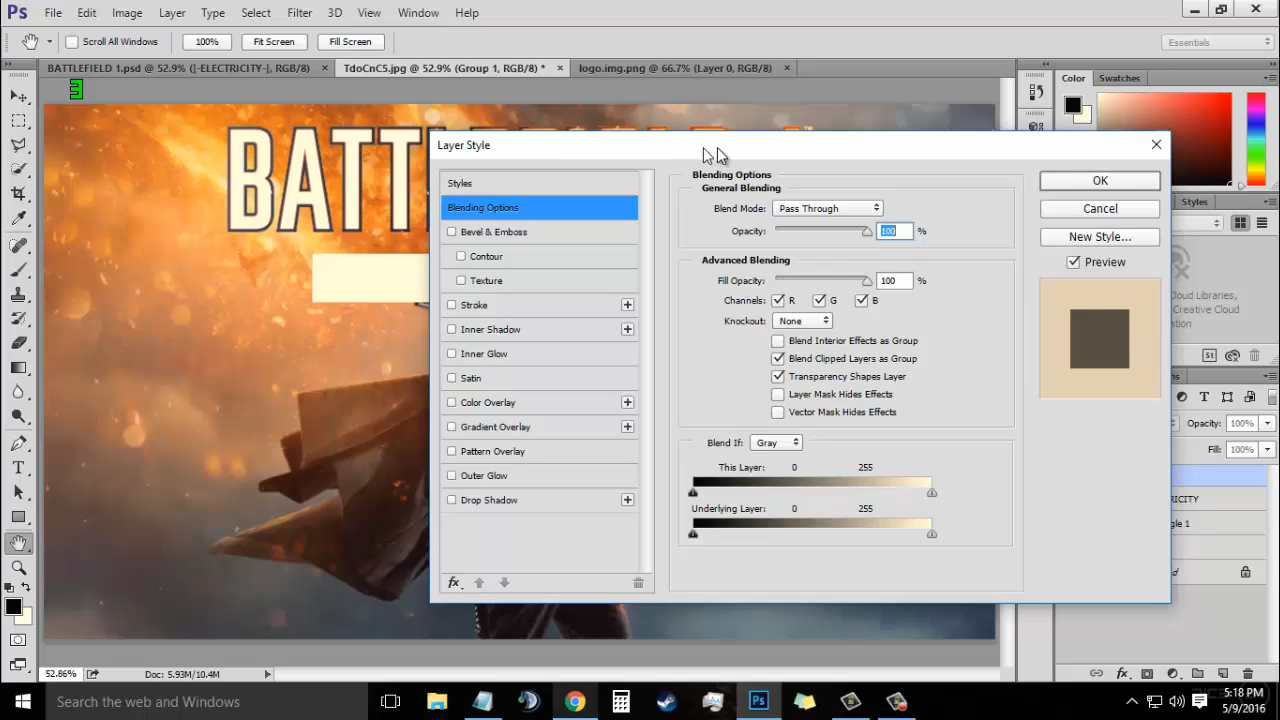 Ps File Edit Image Layer Type Select Filter 3D View Window Help
Scroll All Windows 100% Fit Screen Fill Screen Essentials
BATTLEFIELD 1.psd @ 52.9% ([-ELECTRICITY-], RGB/8) × TdoCnC5.jpg @ 52.9% (Group 1, RGB/8) * × logo.img.png @ 66.7% (Layer 0, RGB/8) ×
Color Swatches
3
BATT
Layer Style
Styles
Blending Options
Bevel & Emboss
Contour
Texture
Stroke
Inner Shadow
Inner Glow
Satin
Color Overlay
Gradient Overlay
Pattern Overlay
Outer Glow
Drop Shadow
fx
Blending Options
General Blending
Blend Mode: Pass Through
Opacity: 100 %
Advanced Blending
Fill Opacity: 100 %
Channels: R G B
Knockout: None
Blend Interior Effects as Group
Blend Clipped Layers as Group
Transparency Shapes Layer
Layer Mask Hides Effects
Vector Mask Hides Effects
Blend If: Gray
This Layer: 0 255
Underlying Layer: 0 255
OK
Cancel
New Style...
Preview
Styles
Cloud Libraries,
Creative Cloud
Opacity: 100%
Fill: 100%
RICITY
gle 1
52.86% Doc: 5.93M/10.4M
Search the web and Windows
5:18 PM
5/9/2016